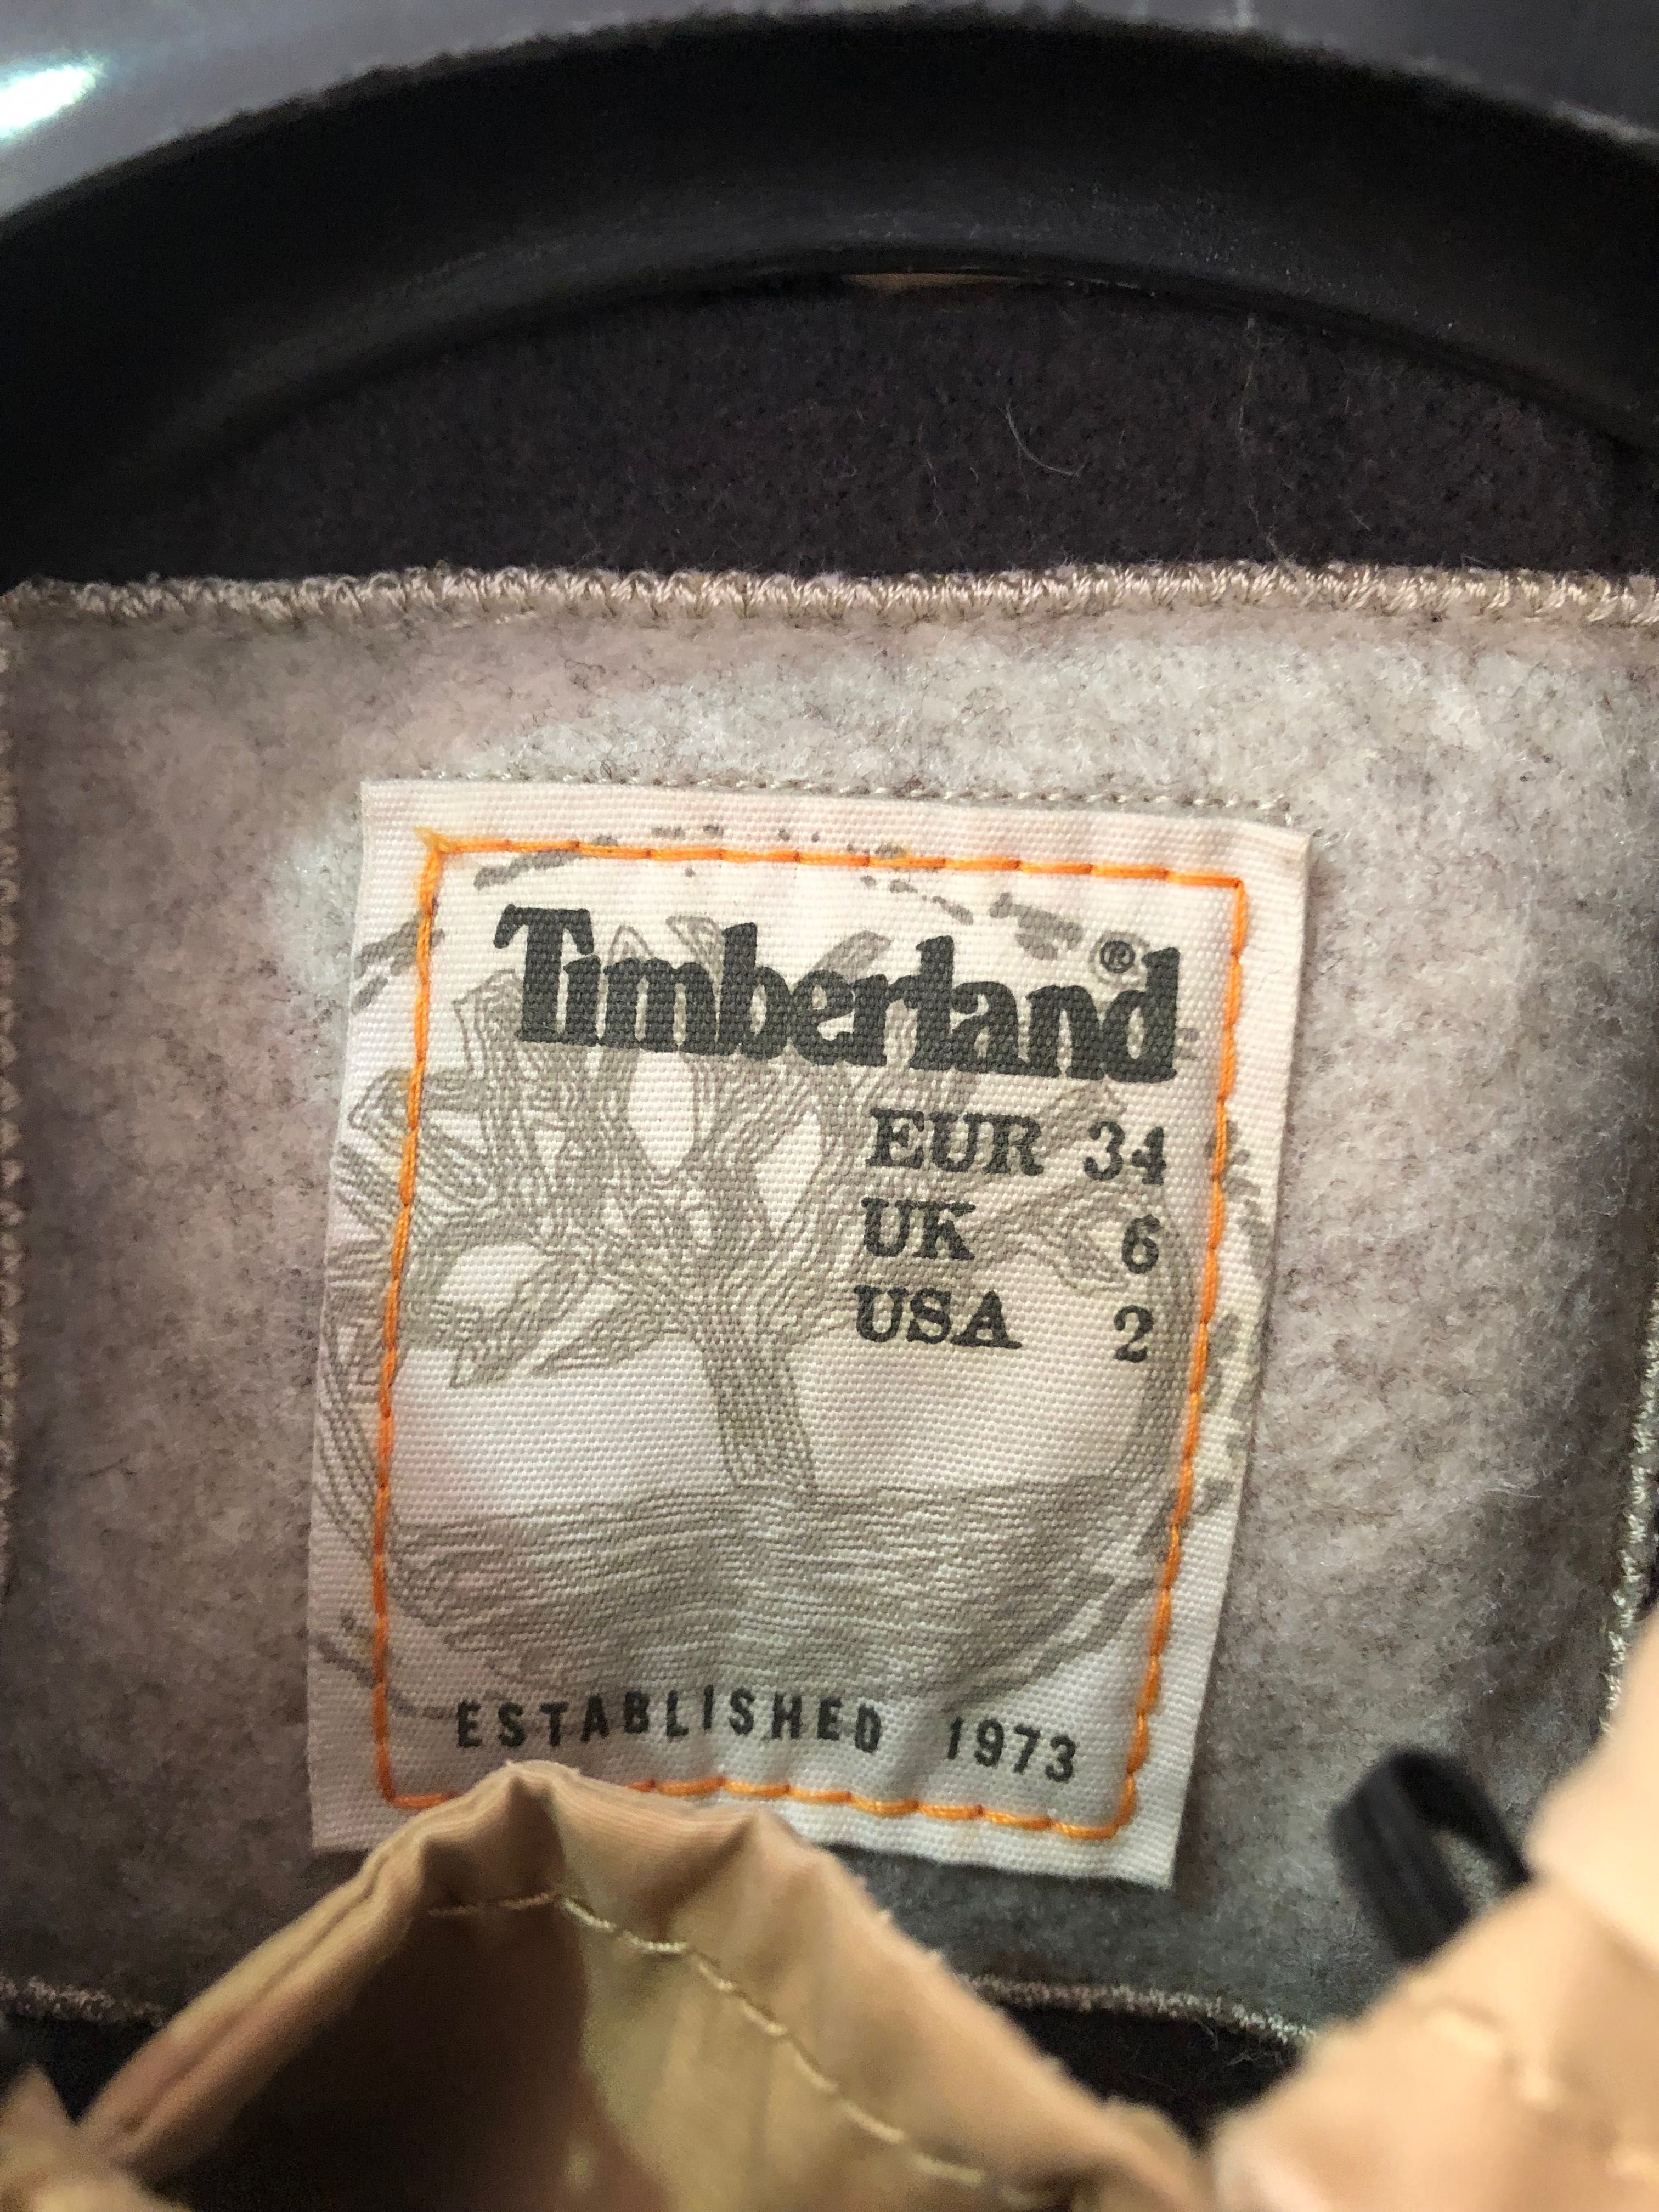 Timberland®
EUR 34
UK 6
USA 2
ESTABLISHED 1973